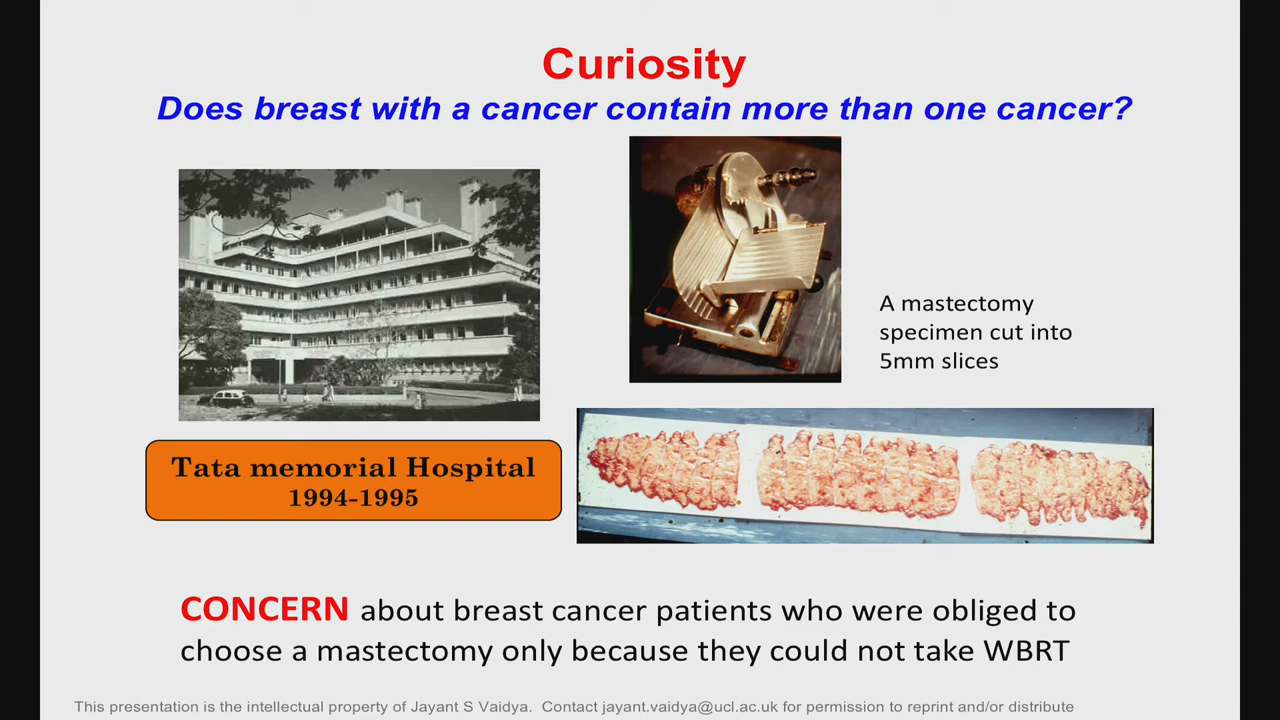 Curiosity
Does breast with a cancer contain more than one cancer?
A mastectomy
specimen cut into
5mm slices
Tata memorial Hospital
1994-1995
CONCERN about breast cancer patients who were obliged to
choose a mastectomy only because they could not take WBRT
This presentation is the intellectual property of Jayant S Vaidya. Contact jayant.vaidya@ucl.ac.uk for permission to reprint and/or distribute